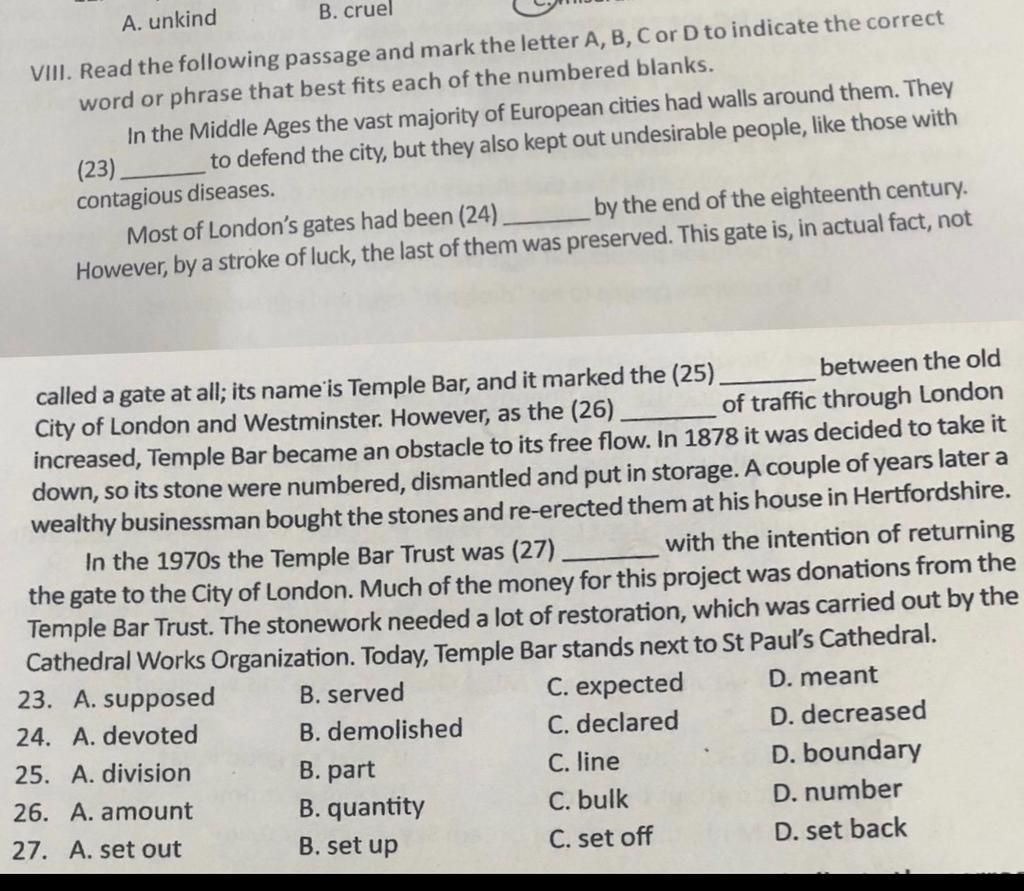 A. unkind B. cruel
VIII. Read the following passage and mark the letter A, B, C or D to indicate the correct
word or phrase that best fits each of the numbered blanks.
In the Middle Ages the vast majority of European cities had walls around them. They
(23) ________ to defend the city, but they also kept out undesirable people, like those with
contagious diseases.
Most of London's gates had been (24) ________ by the end of the eighteenth century.
However, by a stroke of luck, the last of them was preserved. This gate is, in actual fact, not
called a gate at all; its name is Temple Bar, and it marked the (25) ________ between the old
City of London and Westminster. However, as the (26) ________ of traffic through London
increased, Temple Bar became an obstacle to its free flow. In 1878 it was decided to take it
down, so its stone were numbered, dismantled and put in storage. A couple of years later a
wealthy businessman bought the stones and re-erected them at his house in Hertfordshire.
In the 1970s the Temple Bar Trust was (27) ________ with the intention of returning
the gate to the City of London. Much of the money for this project was donations from the
Temple Bar Trust. The stonework needed a lot of restoration, which was carried out by the
Cathedral Works Organization. Today, Temple Bar stands next to St Paul's Cathedral.
23. A. supposed B. served C. expected D. meant
24. A. devoted B. demolished C. declared D. decreased
25. A. division B. part C. line D. boundary
26. A. amount B. quantity C. bulk D. number
27. A. set out B. set up C. set off D. set back